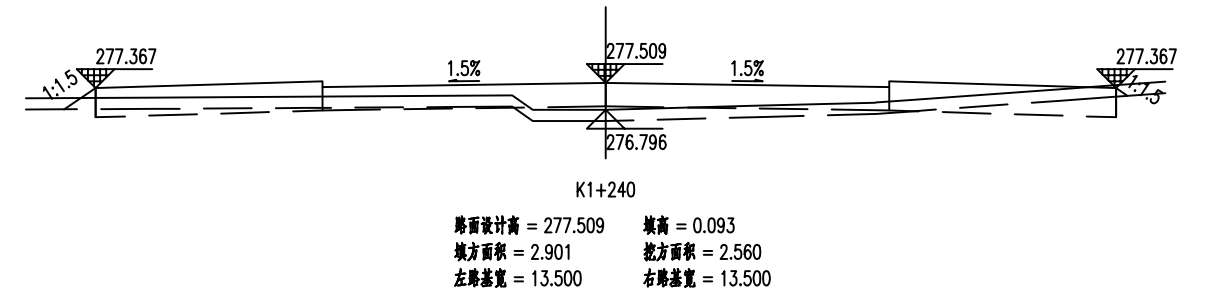 277.367
277.509
277.367
1:1.5
1.5%
1.5%
1:1.5
276.796
K1+240
路面设计高 = 277.509 填高 = 0.093
填方面积 = 2.901 挖方面积 = 2.560
左路基宽 = 13.500 右路基宽 = 13.500